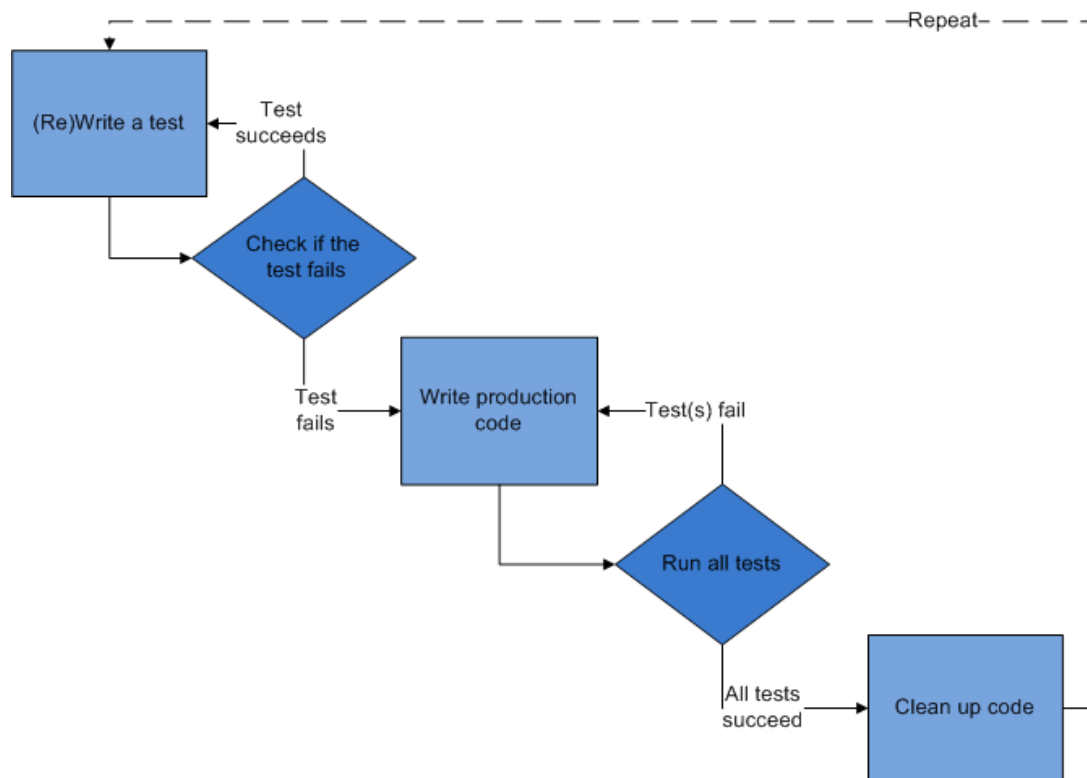 Repeat
(Re)Write a test
Test
succeeds
Check if the
test fails
Test
fails
Write production
code
Test(s) fail
Run all tests
All tests
succeed
Clean up code